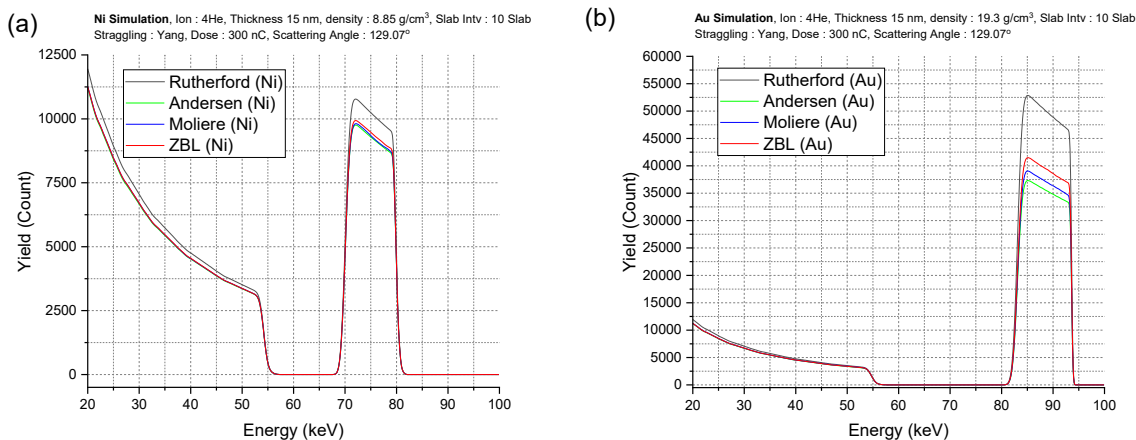 (a)
Ni Simulation, Ion : 4He, Thickness 15 nm, density : 8.85 g/cm³, Slab Intv : 10 Slab
Straggling : Yang, Dose : 300 nC, Scattering Angle : 129.07°
Rutherford (Ni)
Andersen (Ni)
Moliere (Ni)
ZBL (Ni)
12500
10000
7500
5000
2500
0
Yield (Count)
20 30 40 50 60 70 80 90 100
Energy (keV)
(b)
Au Simulation, Ion : 4He, Thickness 15 nm, density : 19.3 g/cm³, Slab Intv : 10 Slab
Straggling : Yang, Dose : 300 nC, Scattering Angle : 129.07°
Rutherford (Au)
Andersen (Au)
Moliere (Au)
ZBL (Au)
60000
55000
50000
45000
40000
35000
30000
25000
20000
15000
10000
5000
0
Yield (Count)
20 30 40 50 60 70 80 90 100
Energy (keV)